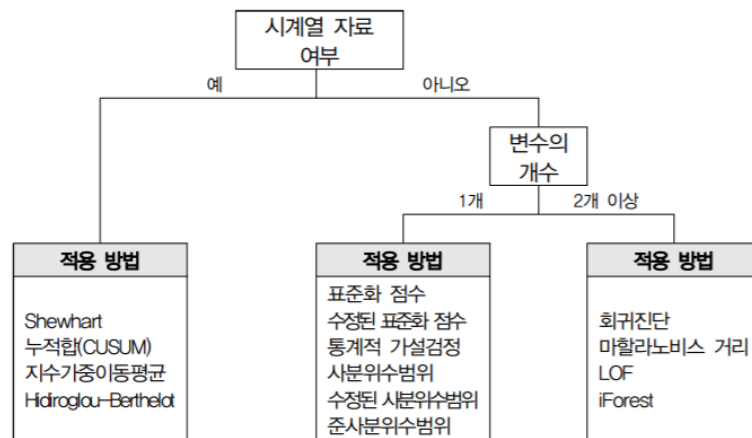 시계열 자료
여부
예
아니오
변수의
개수
1개
2개 이상
적용 방법
Shewhart
누적합(CUSUM)
지수가중이동평균
Hidiroglou-Berthelot
적용 방법
표준화 점수
수정된 표준화 점수
통계적 가설검정
사분위수범위
수정된 사분위수범위
준사분위수범위
적용 방법
회귀진단
마할라노비스 거리
LOF
iForest